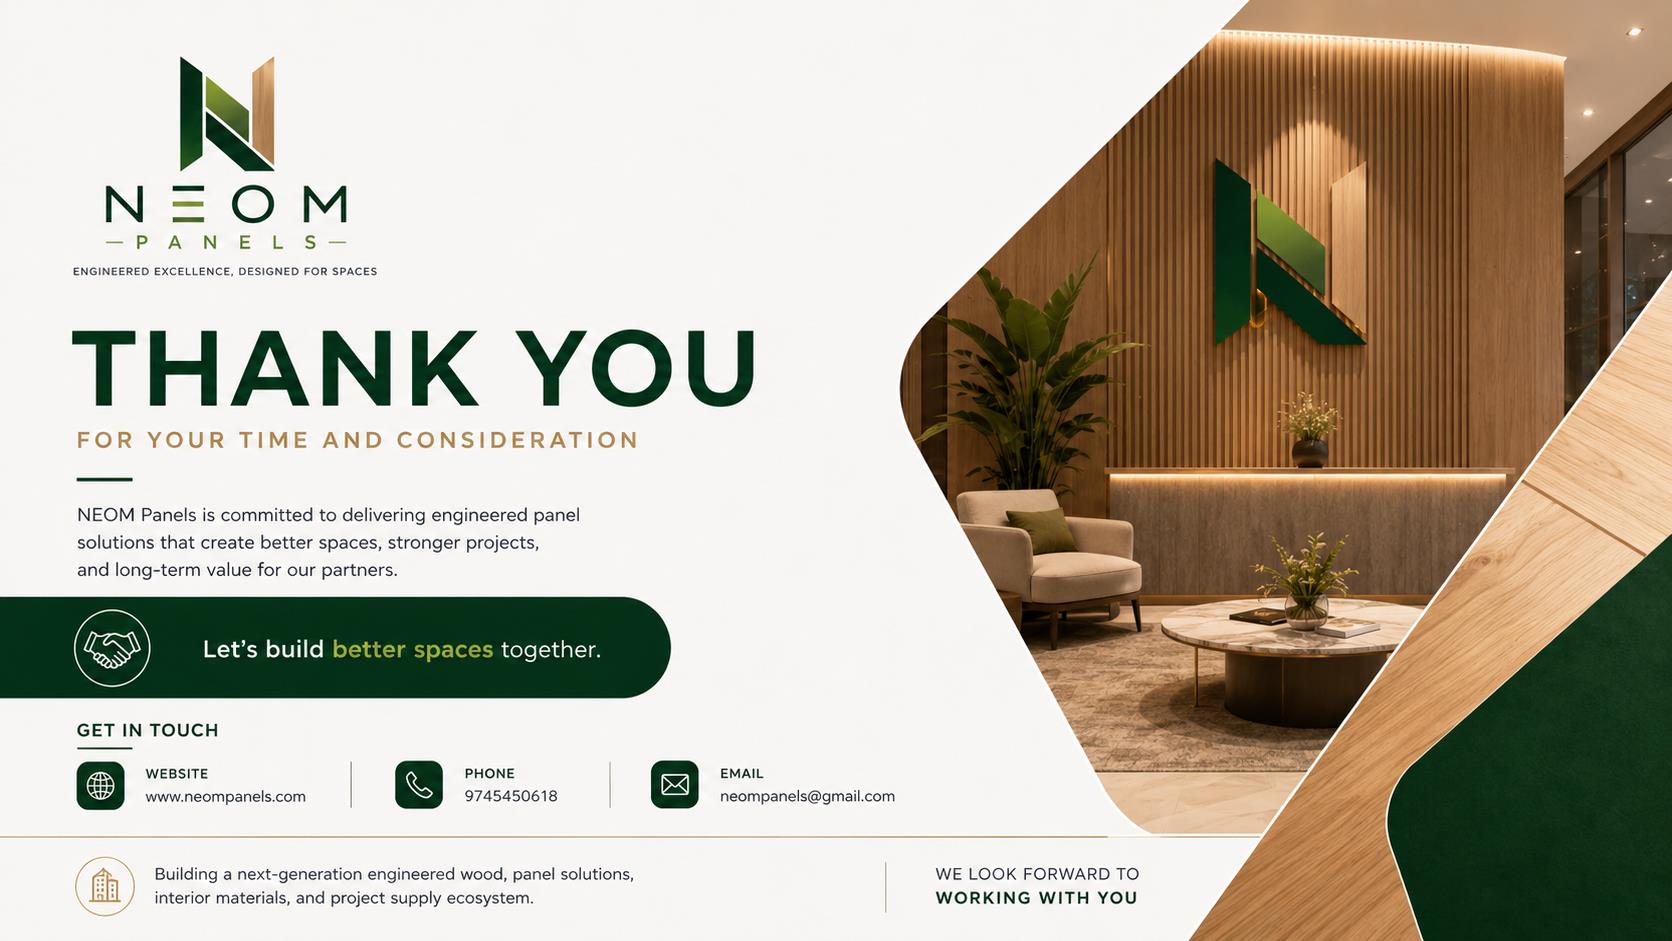 NEOM
PANELS
ENGINEERED EXCELLENCE, DESIGNED FOR SPACES
THANK YOU
FOR YOUR TIME AND CONSIDERATION
NEOM Panels is committed to delivering engineered panel
solutions that create better spaces, stronger projects,
and long-term value for our partners.
Let's build better spaces together.
GET IN TOUCH
WEBSITE
www.neompanels.com
PHONE
9745450618
EMAIL
neompanels@gmail.com
Building a next-generation engineered wood, panel solutions,
interior materials, and project supply ecosystem.
WE LOOK FORWARD TO
WORKING WITH YOU